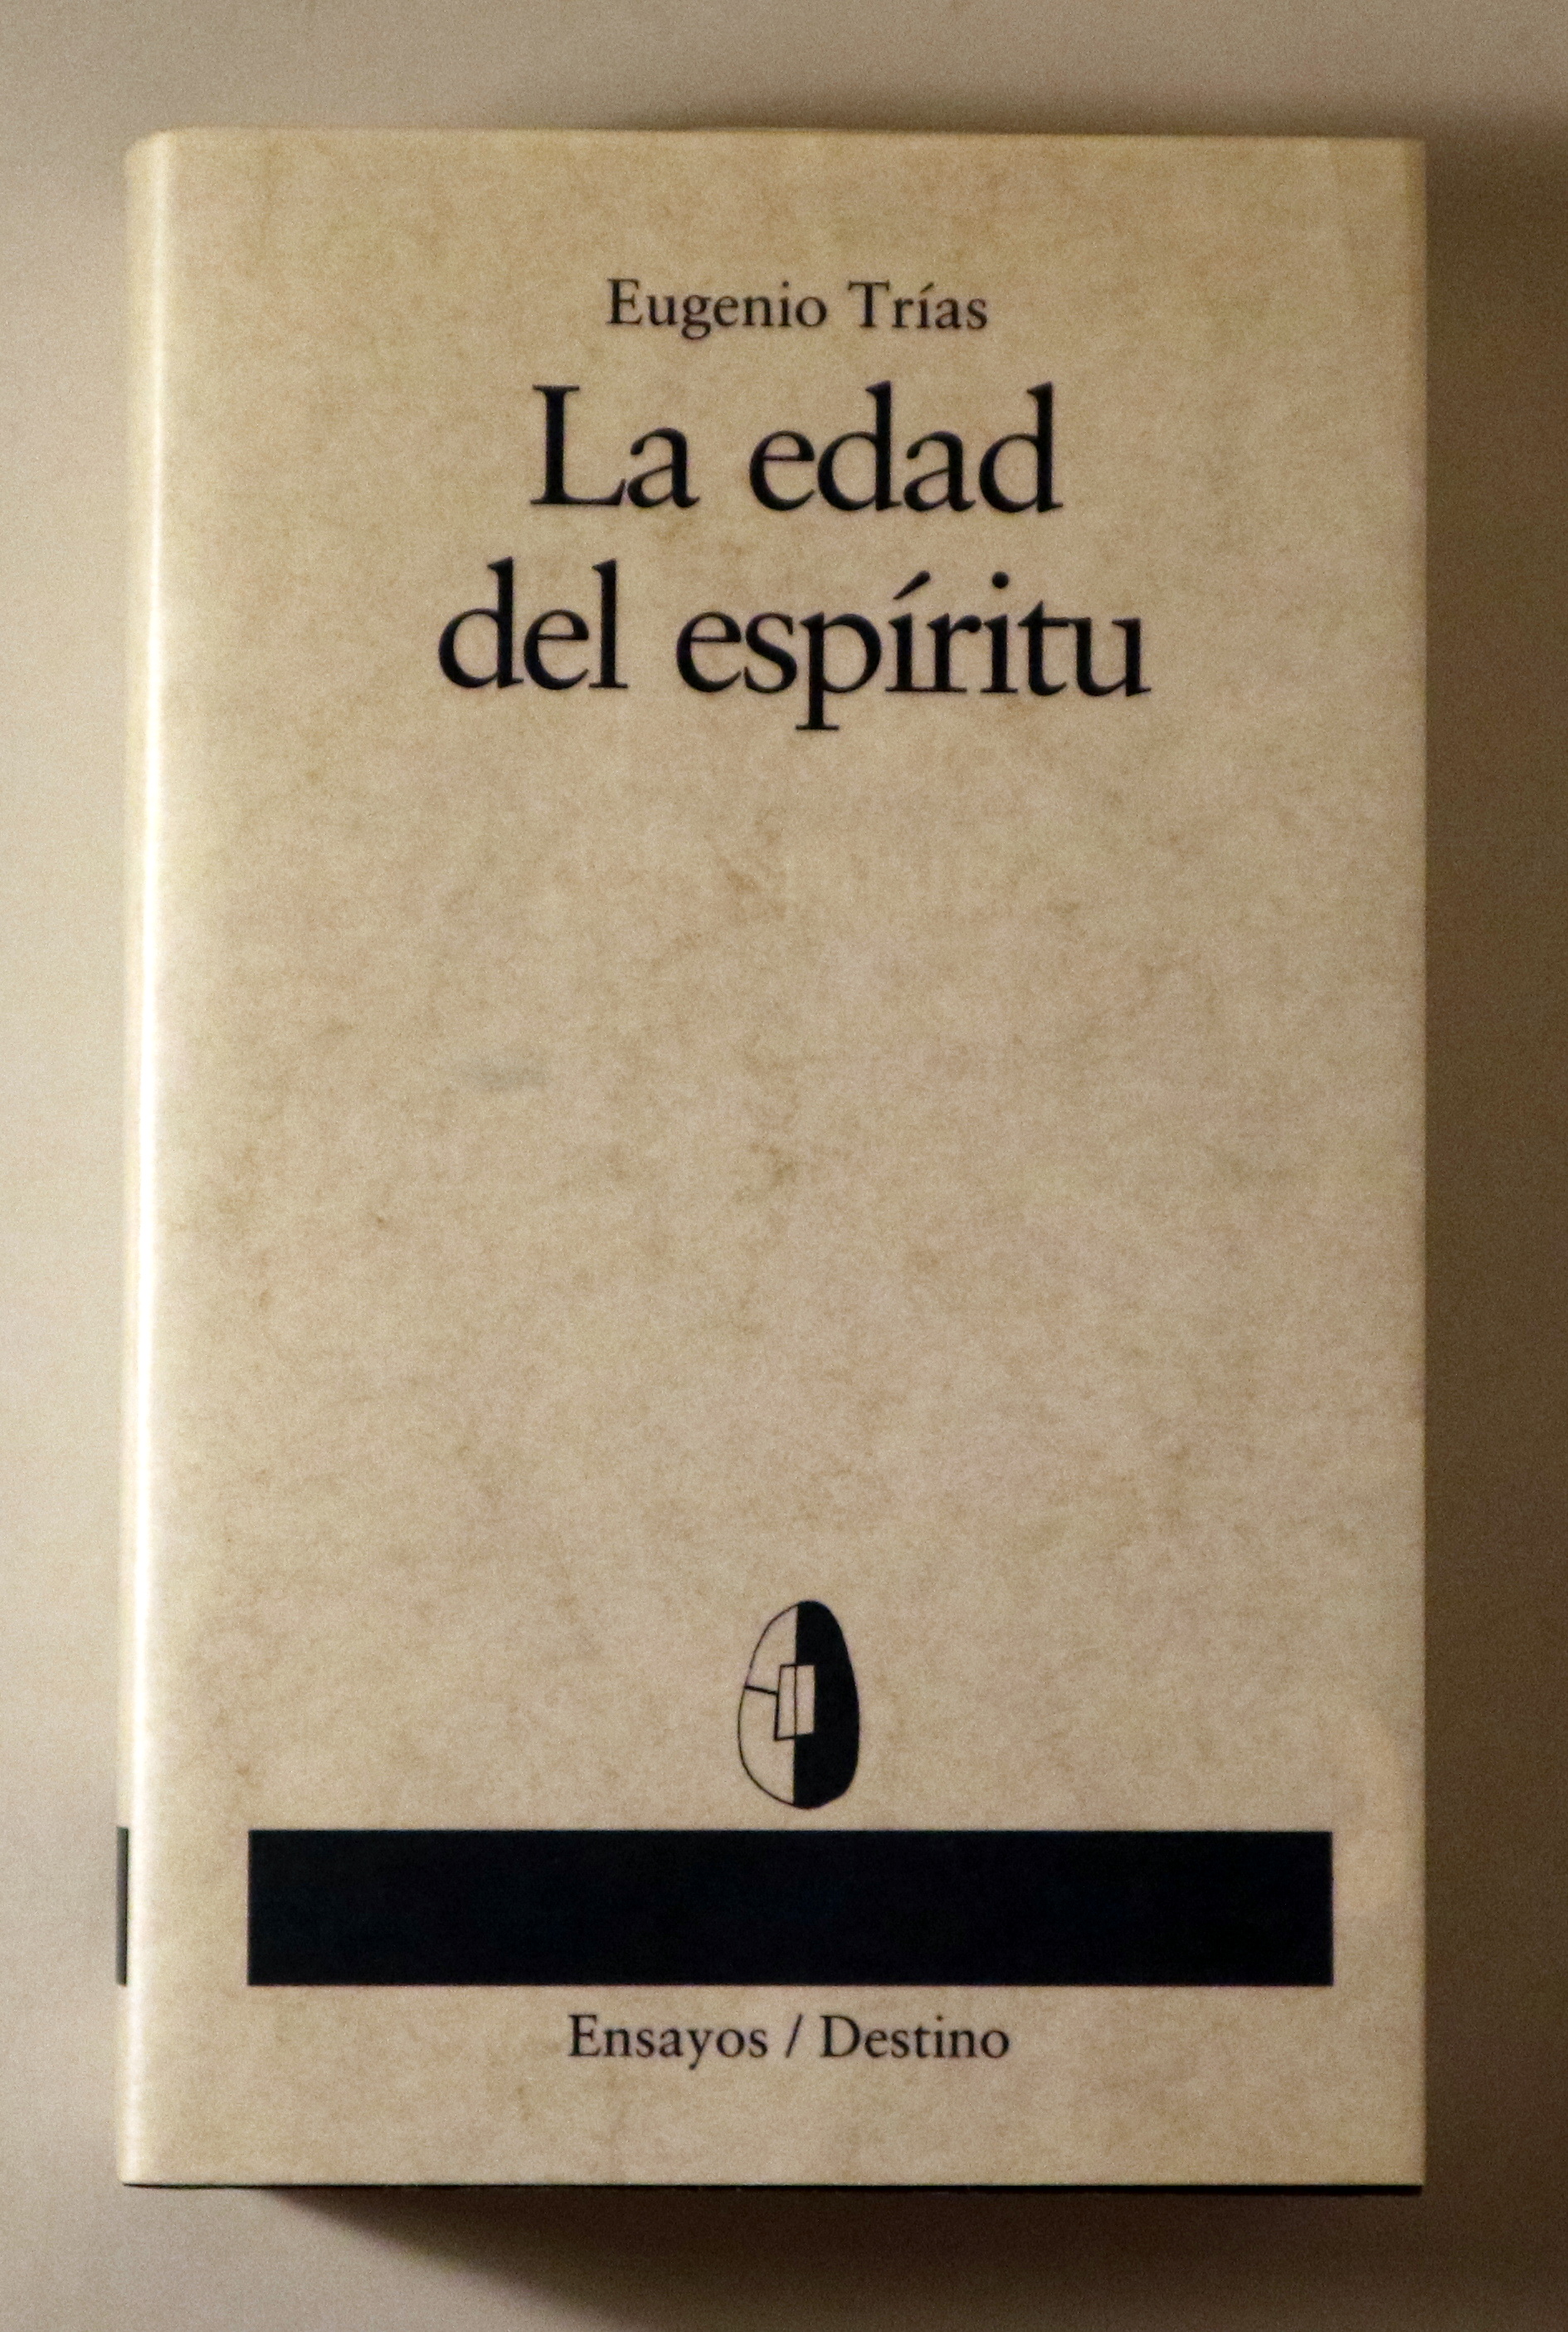 Eugenio Trías
La edad
del espíritu
Ensayos / Destino